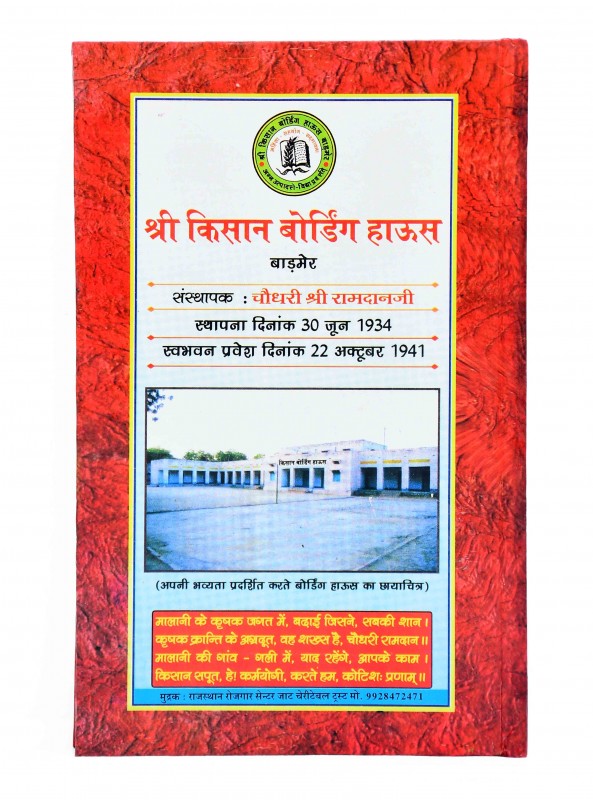 श्री किसान बोर्डिंग हाऊस बाड़मेर
श्री किसान बोर्डिंग हाऊस
बाड़मेर
संस्थापक : चौधरी श्री रामदानजी
स्थापना दिनांक 30 जून 1934
स्वभवन प्रवेश दिनांक 22 अक्टूबर 1941
किसान बोर्डिंग हाऊस
(अपनी भव्यता प्रदर्शित करते बोर्डिंग हाऊस का छायाचित्र)
मालानी के कृषक जगत में, बढाई जिसने, सबकी शान ।
कृषक क्रान्ति के अग्रदूत, वह शख्स है, चौधरी रामदान ॥
मालानी की गांव - गली में, याद रहेंगे, आपके काम ।
किसान सपूत, हे! कर्मयोगी, करते हम, कोटिशः प्रणाम् ॥
मुद्रक : राजस्थान रोजगार सेन्टर जाट चेरीटेबल ट्रस्ट मो. 9928472471